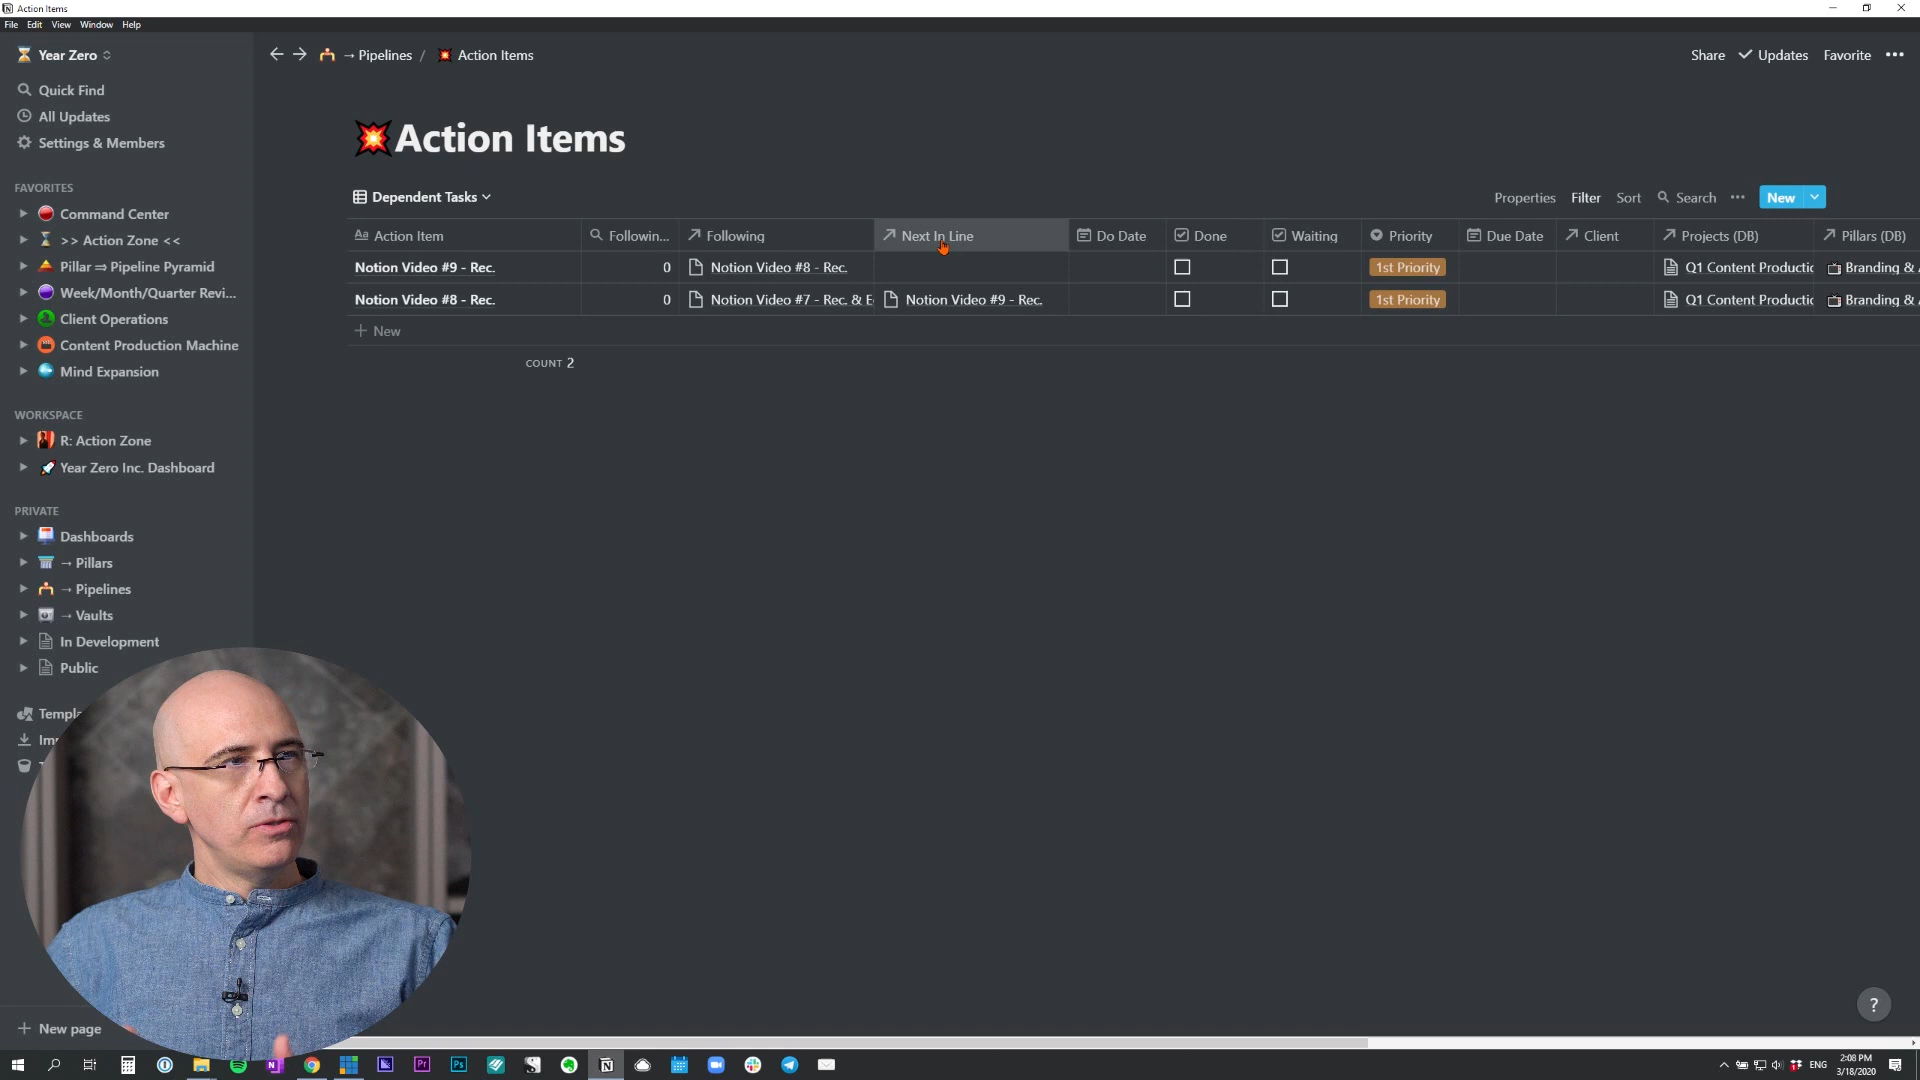 Action Items
File Edit View Window Help
Year Zero
→ Pipelines / Action Items
Share Updates Favorite
Quick Find
All Updates
Settings & Members
Action Items
FAVORITES
Dependent Tasks
Properties Filter Sort Search New
Command Center
>> Action Zone <<
Pillar ⇒ Pipeline Pyramid
Week/Month/Quarter Revi...
Client Operations
Content Production Machine
Mind Expansion
Aa Action Item Followin... Following Next In Line Do Date Done Waiting Priority Due Date Client Projects (DB) Pillars (DB)
Notion Video #9 - Rec. 0 Notion Video #8 - Rec. 1st Priority Q1 Content Productio Branding &
Notion Video #8 - Rec. 0 Notion Video #7 - Rec. & E Notion Video #9 - Rec. 1st Priority Q1 Content Productio Branding &
+ New
COUNT 2
WORKSPACE
R: Action Zone
Year Zero Inc. Dashboard
PRIVATE
Dashboards
→ Pillars
→ Pipelines
→ Vaults
In Development
Public
Templa
Im
+ New page
?
ENG
2:08 PM
3/18/2020